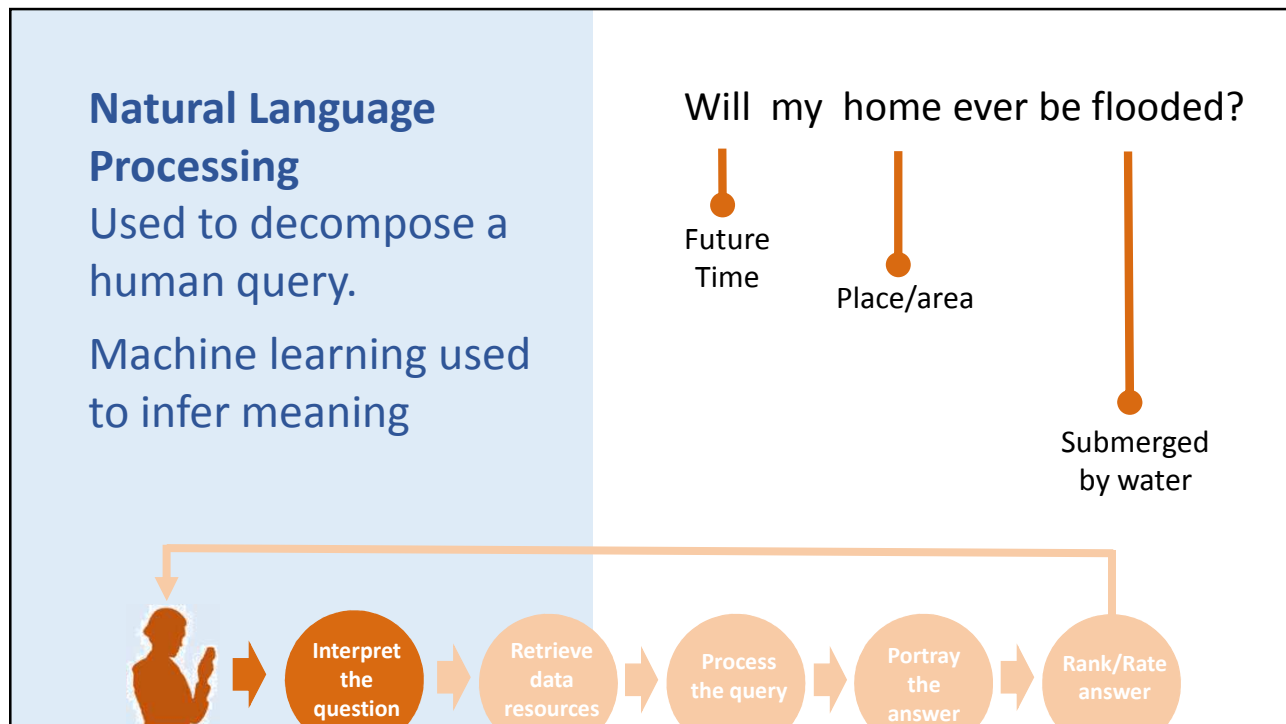 Natural Language
Processing
Used to decompose a
human query.
Machine learning used
to infer meaning
Will my home ever be flooded?
Future
Time
Place/area
Submerged
by water
Interpret
the
question
Retrieve
data
resources
Process
the query
Portray
the
answer
Rank/Rate
answer